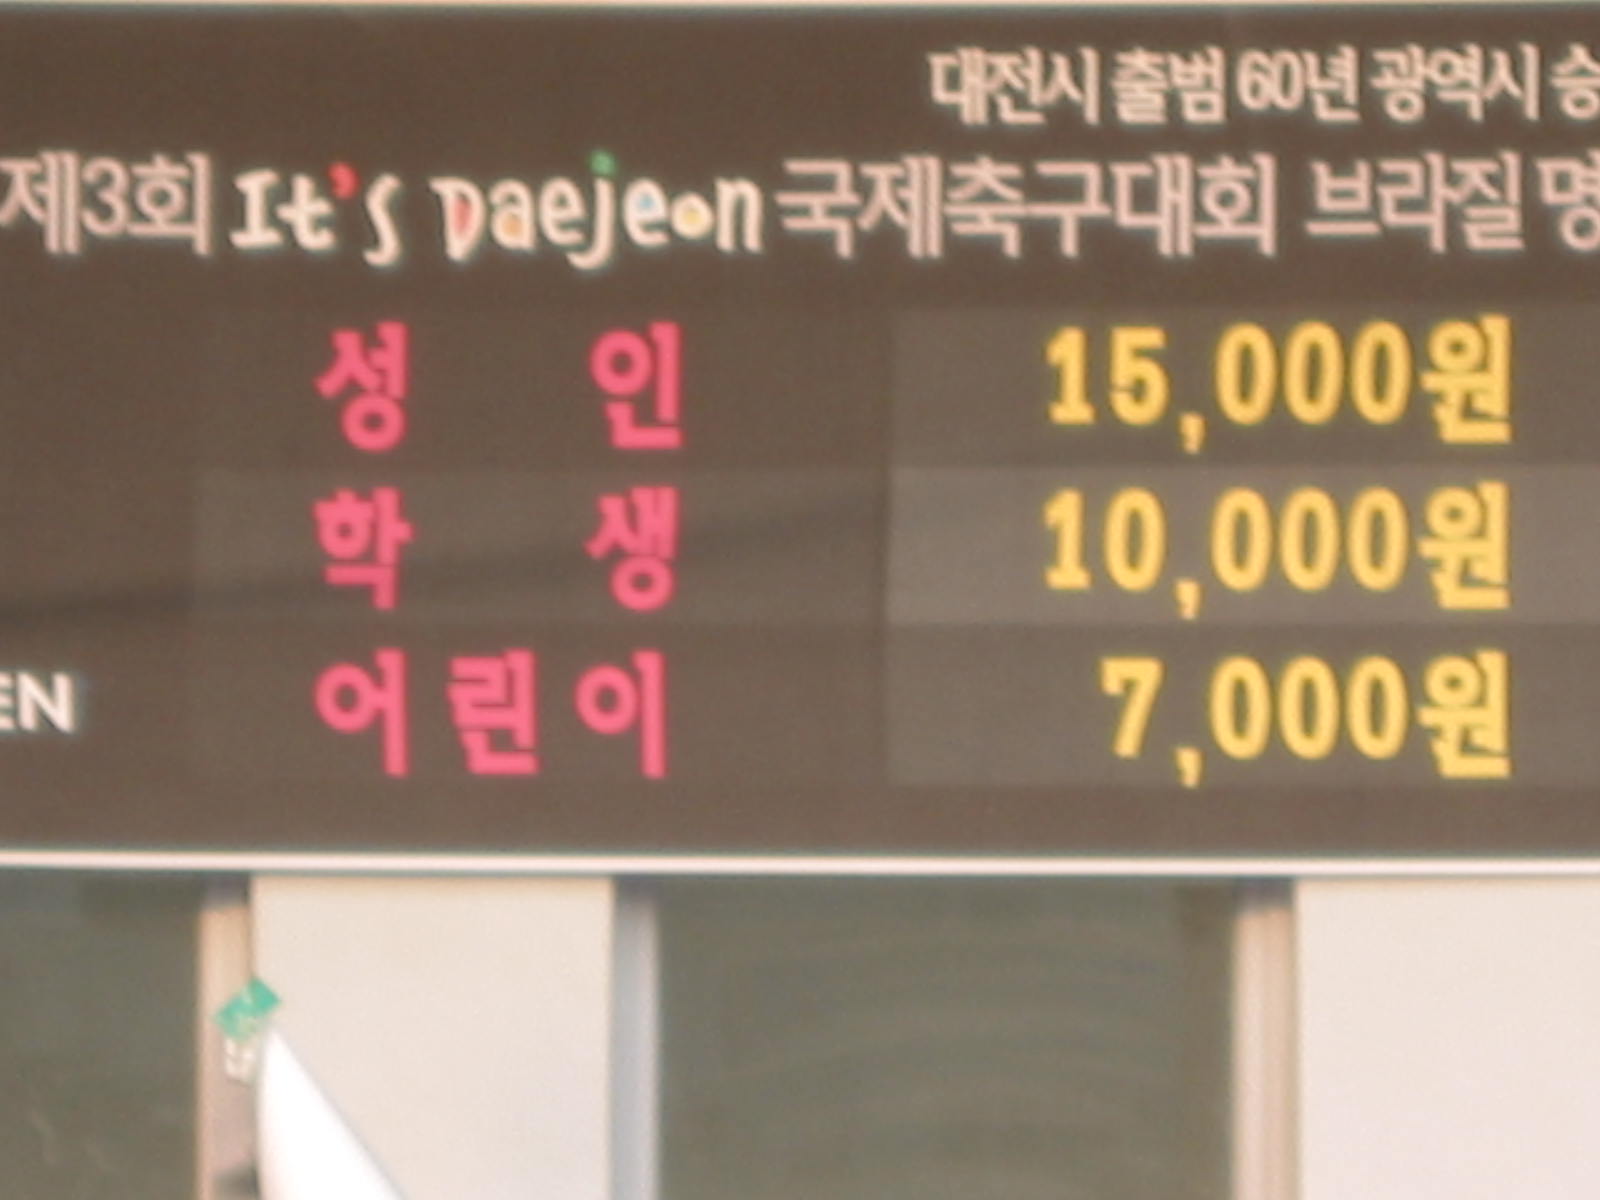 대전시 출범 60년 광역시 승
제3회 It's Daejeon 국제축구대회 브라질 명
성 인 15,000원
학 생 10,000원
어린이 7,000원
EN